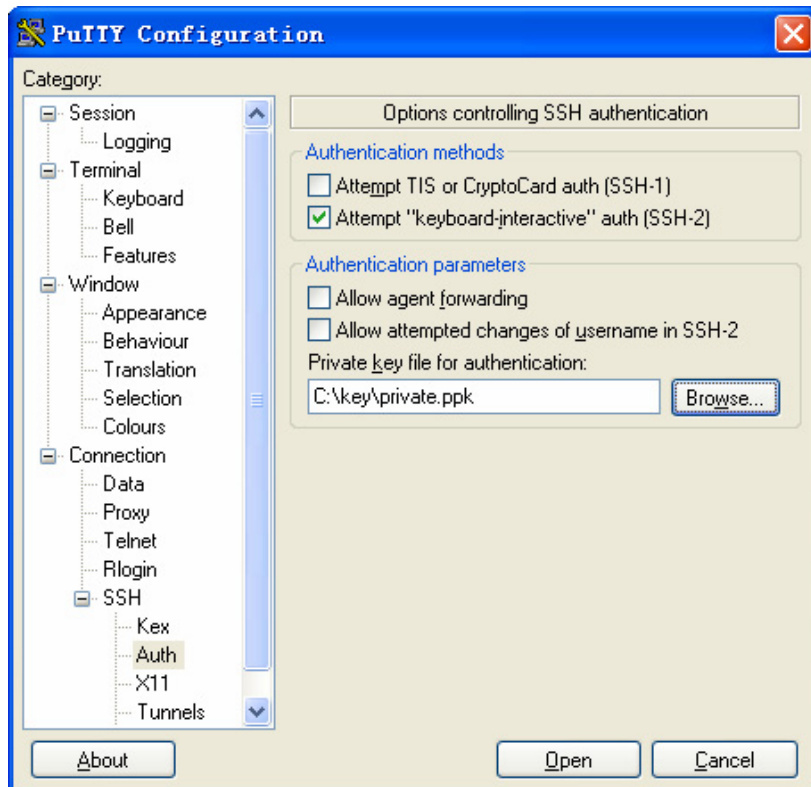 PuTTY Configuration
Category:
Session
Logging
Terminal
Keyboard
Bell
Features
Window
Appearance
Behaviour
Translation
Selection
Colours
Connection
Data
Proxy
Telnet
Rlogin
SSH
Kex
Auth
X11
Tunnels
Options controlling SSH authentication
Authentication methods
Attempt TIS or CryptoCard auth (SSH-1)
Attempt "keyboard-interactive" auth (SSH-2)
Authentication parameters
Allow agent forwarding
Allow attempted changes of username in SSH-2
Private key file for authentication:
C:\key\private.ppk
Browse...
About
Open
Cancel